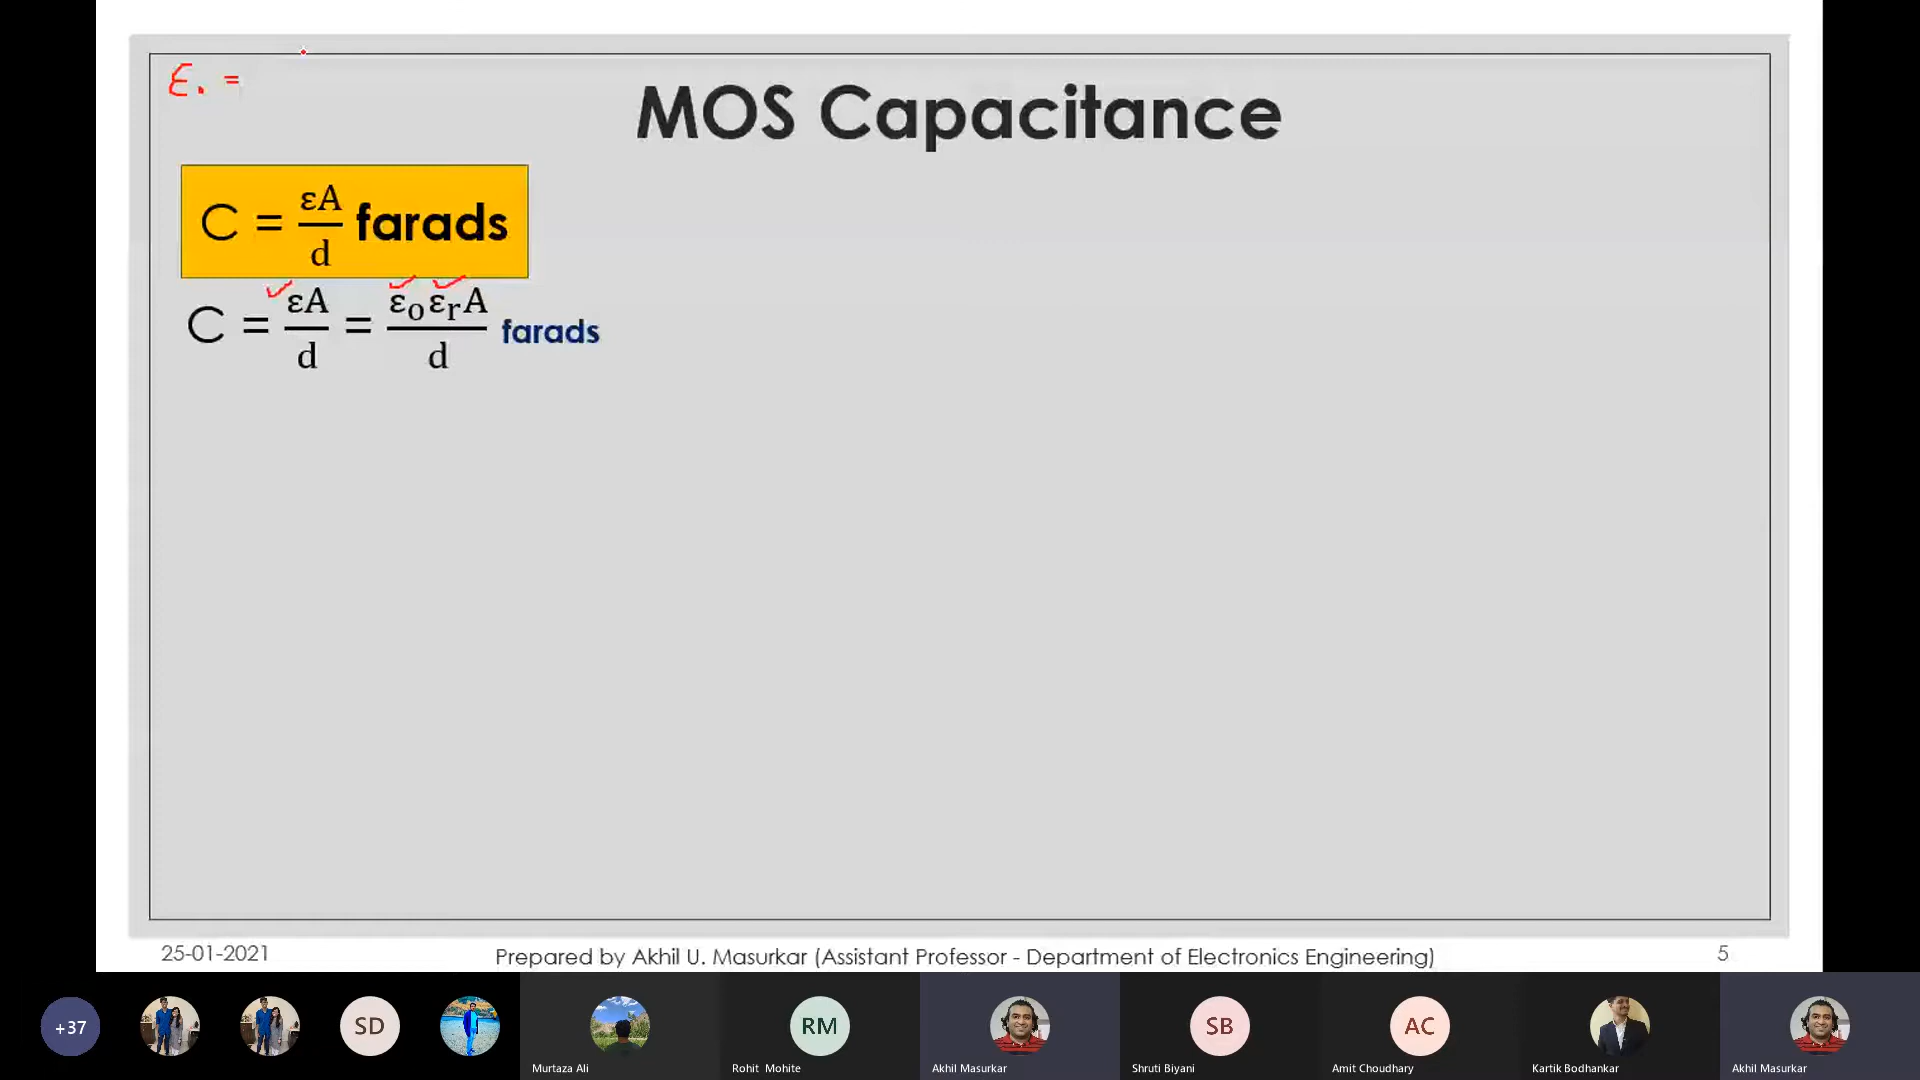 ε. =
MOS Capacitance
C = εA/d farads
C = εA/d = εₒεᵣA/d farads
25-01-2021
Prepared by Akhil U. Masurkar (Assistant Professor - Department of Electronics Engineering)
5
+37
SD
RM
SB
AC
Murtaza Ali
Rohit Mohite
Akhil Masurkar
Shruti Biyani
Amit Choudhary
Kartik Bodhankar
Akhil Masurkar